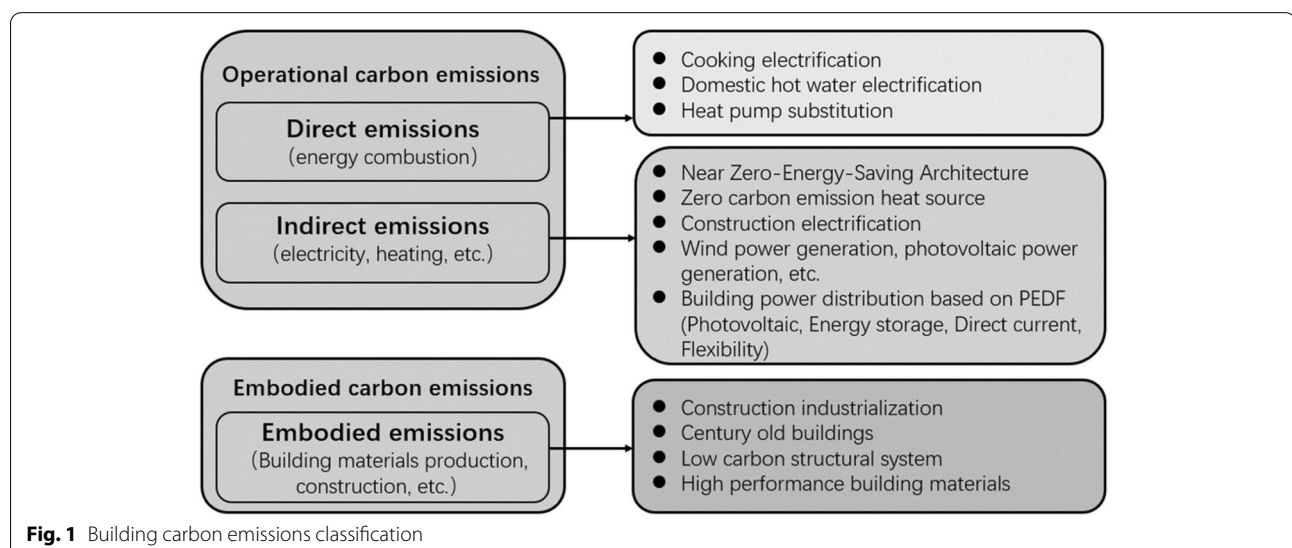 Operational carbon emissions
Direct emissions
(energy combustion)
Indirect emissions
(electricity, heating, etc.)
● Cooking electrification
● Domestic hot water electrification
● Heat pump substitution
● Near Zero-Energy-Saving Architecture
● Zero carbon emission heat source
● Construction electrification
● Wind power generation, photovoltaic power
generation, etc.
● Building power distribution based on PEDF
(Photovoltaic, Energy storage, Direct current,
Flexibility)
Embodied carbon emissions
Embodied emissions
(Building materials production,
construction, etc.)
● Construction industrialization
● Century old buildings
● Low carbon structural system
● High performance building materials
Fig. 1 Building carbon emissions classification